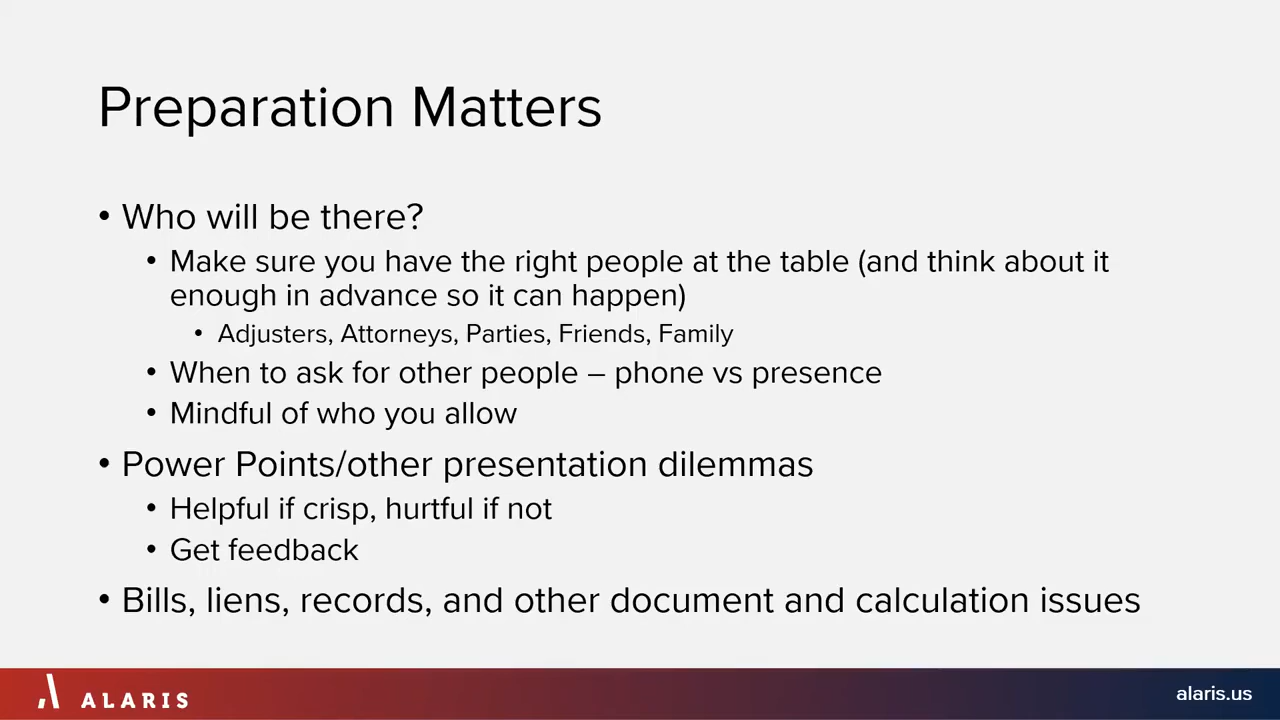 Preparation Matters
• Who will be there?
• Make sure you have the right people at the table (and think about it
enough in advance so it can happen)
• Adjusters, Attorneys, Parties, Friends, Family
• When to ask for other people – phone vs presence
• Mindful of who you allow
• Power Points/other presentation dilemmas
• Helpful if crisp, hurtful if not
• Get feedback
• Bills, liens, records, and other document and calculation issues
ALARIS
alaris.us